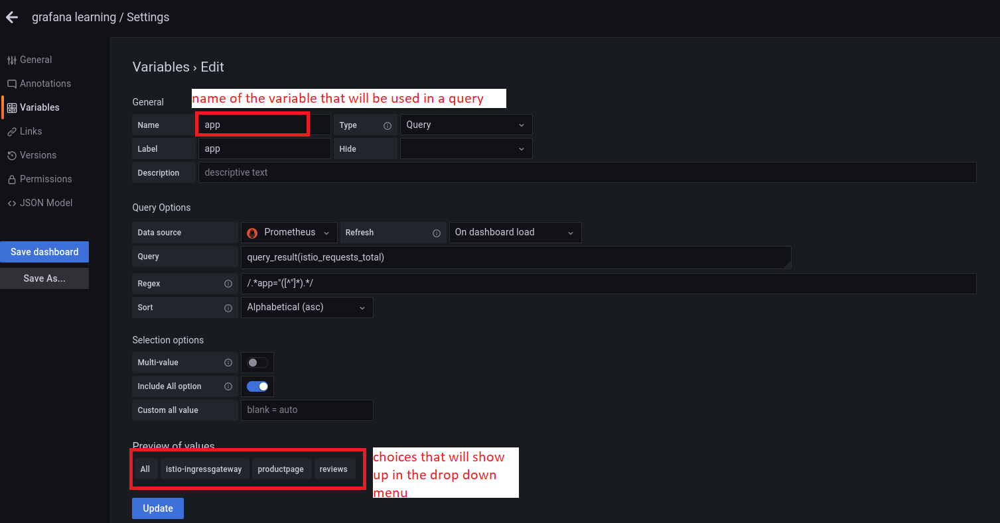 grafana learning / Settings
General
Annotations
Variables
Links
Versions
Permissions
JSON Model
Save dashboard
Save As...
Variables › Edit
General
name of the variable that will be used in a query
Name app Type Query
Label app Hide
Description descriptive text
Query Options
Data source Prometheus Refresh On dashboard load
Query query_result(istio_requests_total)
Regex /.*app="([^"]*).*/
Sort Alphabetical (asc)
Selection options
Multi-value
Include All option
Custom all value blank = auto
Preview of values
All istio-ingressgateway productpage reviews
choices that will show
up in the drop down
menu
Update